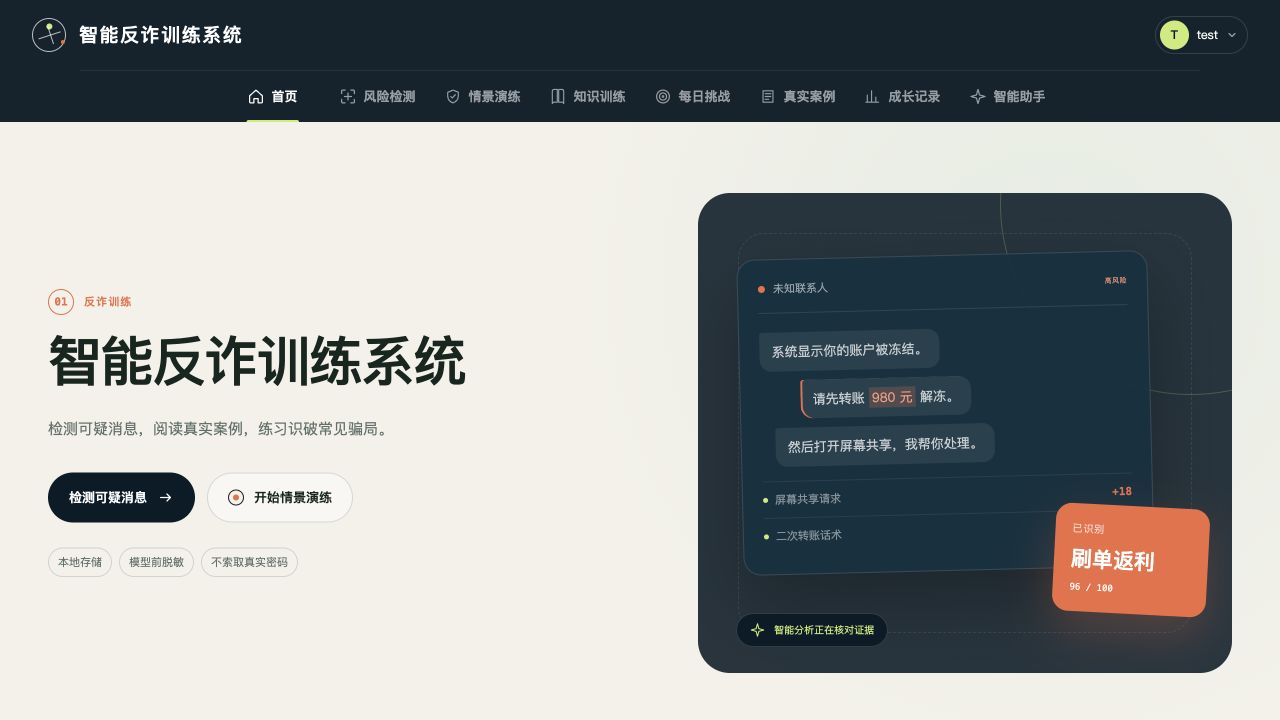 智能反诈训练系统
T test
首页 风险检测 情景演练 知识训练 每日挑战 真实案例 成长记录 智能助手
01 反诈训练
智能反诈训练系统
检测可疑消息，阅读真实案例，练习识破常见骗局。
检测可疑消息 → 开始情景演练
本地存储 模型前脱敏 不索取真实密码
未知联系人 高风险
系统显示你的账户被冻结。
请先转账 980 元 解冻。
然后打开屏幕共享，我帮你处理。
屏幕共享请求 +18
二次转账话术
已识别
刷单返利
96 / 100
智能分析正在核对证据